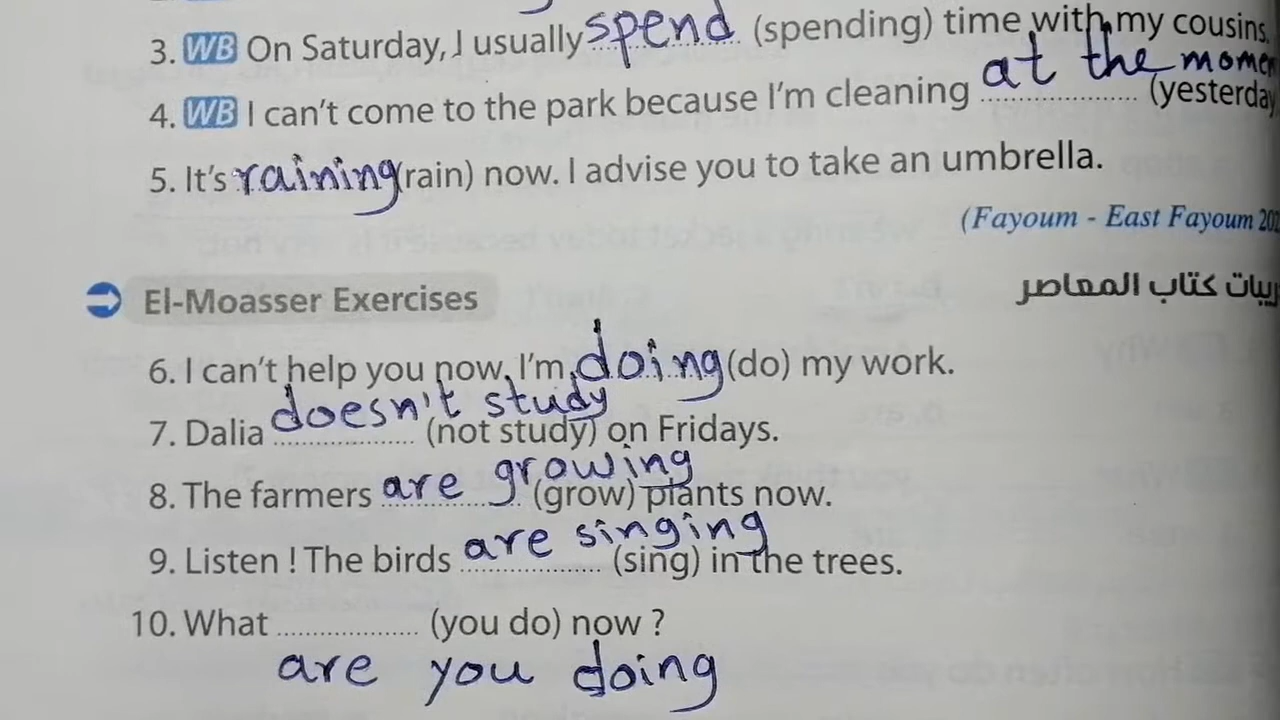 3. WB On Saturday, I usually spend (spending) time with my cousins.
at the momen
4. WB I can't come to the park because I'm cleaning .................. (yesterday
5. It's raining (rain) now. I advise you to take an umbrella.
(Fayoum - East Fayoum 202
El-Moasser Exercises
ريبات كتاب المعاصر
6. I can't help you now. I'm doing (do) my work.
doesn't study
7. Dalia .................. (not study) on Fridays.
are growing
8. The farmers .................. (grow) plants now.
are singing
9. Listen ! The birds .................. (sing) in the trees.
10. What .................. (you do) now ?
are you doing